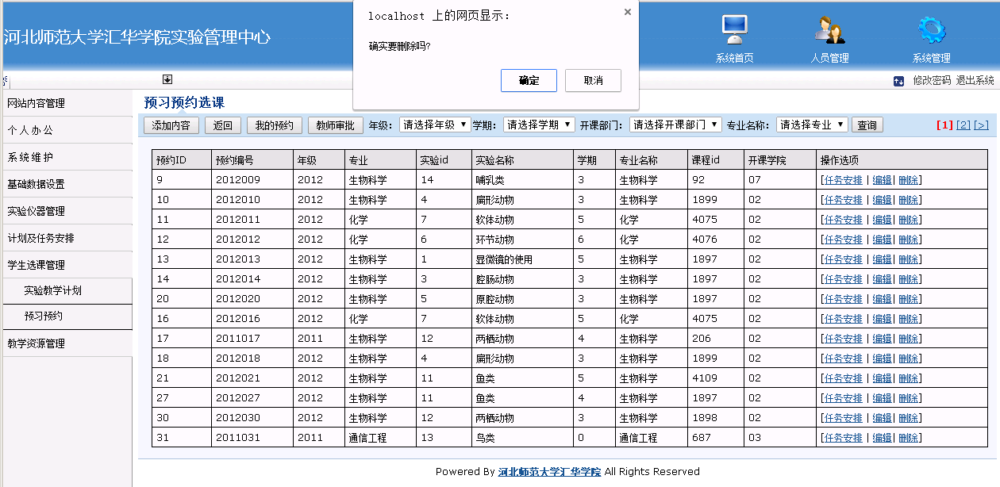 localhost 上的网页显示：
确实要删除吗?
确定 取消
河北师范大学汇华学院实验管理中心
系统首页 人员管理 系统管理
修改密码 退出系统
网站内容管理
个 人 办 公
系 统 维 护
基础数据设置
实验仪器管理
计划及任务安排
学生选课管理
实验教学计划
预习预约
教学资源管理
预习预约选课
添加内容 返回 我的预约 教师审批 年级： 请选择年级 学期： 请选择学期 开课部门： 请选择开课部门 专业名称： 请选择专业 查询 [1] [2] [>]
预约ID 预约编号 年级 专业 实验id 实验名称 学期 专业名称 课程id 开课学院 操作选项
9 2012009 2012 生物科学 14 哺乳类 3 生物科学 92 07 [任务安排 | 编辑| 删除]
10 2012010 2012 生物科学 4 扁形动物 3 生物科学 1899 02 [任务安排 | 编辑| 删除]
11 2012011 2012 化学 7 软体动物 5 化学 4075 02 [任务安排 | 编辑| 删除]
12 2012012 2012 化学 6 环节动物 6 化学 4076 02 [任务安排 | 编辑| 删除]
13 2012013 2012 生物科学 1 显微镜的使用 5 生物科学 1897 02 [任务安排 | 编辑| 删除]
14 2012014 2012 生物科学 3 腔肠动物 3 生物科学 1897 02 [任务安排 | 编辑| 删除]
20 2012020 2012 生物科学 5 原腔动物 3 生物科学 1897 02 [任务安排 | 编辑| 删除]
16 2012016 2012 化学 7 软体动物 5 化学 4075 02 [任务安排 | 编辑| 删除]
17 2011017 2011 生物科学 12 两栖动物 4 生物科学 206 02 [任务安排 | 编辑| 删除]
18 2012018 2012 生物科学 4 扁形动物 3 生物科学 1899 02 [任务安排 | 编辑| 删除]
21 2012021 2012 生物科学 11 鱼类 5 生物科学 4109 02 [任务安排 | 编辑| 删除]
27 2012027 2012 生物科学 11 鱼类 4 生物科学 1897 02 [任务安排 | 编辑| 删除]
30 2012030 2012 生物科学 12 两栖动物 3 生物科学 1898 02 [任务安排 | 编辑| 删除]
31 2011031 2011 通信工程 13 鸟类 0 通信工程 687 03 [任务安排 | 编辑| 删除]
Powered By 河北师范大学汇华学院 All Rights Reserved